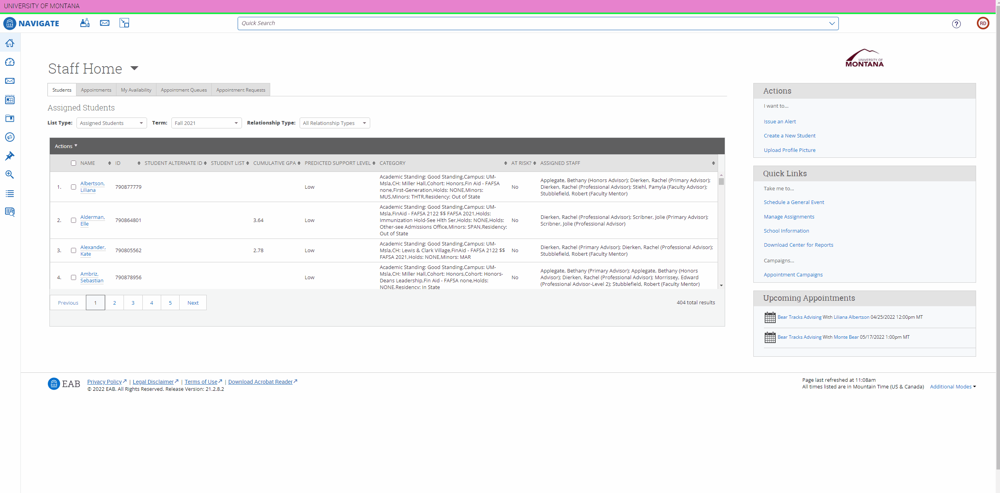 UNIVERSITY OF MONTANA
NAVIGATE
Quick Search
?
RD
UNIVERSITY OF
MONTANA
Staff Home
Students
Appointments
My Availability
Appointment Queues
Appointment Requests
Assigned Students
List Type: Assigned Students Term: Fall 2021 Relationship Type: All Relationship Types
Actions
NAME ID STUDENT ALTERNATE ID STUDENT LIST CUMULATIVE GPA PREDICTED SUPPORT LEVEL CATEGORY AT RISK? ASSIGNED STAFF
1.
Albertson,
Liliana
790877779
Low
Academic Standing: Good Standing,Campus: UM-
Msla,CH: Miller Hall,Cohort: Honors,Fin Aid - FAFSA
none,First-Generation,Holds: NONE,Minors:
MUS,Minors: THTR,Residency: Out of State
No
Applegate, Bethany (Honors Advisor); Dierken, Rachel (Primary Advisor);
Dierken, Rachel (Professional Advisor); Stiehl, Pamyla (Faculty Advisor);
Stubblefield, Robert (Faculty Mentor)
2.
Alderman,
Elle
790864801
3.64
Low
Academic Standing: Good Standing,Campus: UM-
Msla,FinAid - FAFSA 2122 $$ FAFSA 2021,Holds:
Immunization Hold-See Hlth Ser,Holds: NONE,Holds:
Other-see Admissions Office,Minors: SPAN,Residency:
Out of State
No
Dierken, Rachel (Professional Advisor); Scribner, Jolie (Primary Advisor);
Scribner, Jolie (Professional Advisor)
3.
Alexander,
Kate
790805562
2.78
Low
Academic Standing: Good Standing,Campus: UM-
Msla,CH: Lewis & Clark Village,FinAid - FAFSA 2122 $$
FAFSA 2021,Holds: NONE,Minors: MAR
No
Dierken, Rachel (Primary Advisor); Dierken, Rachel (Professional Advisor);
Stubblefield, Robert (Faculty Mentor)
4.
Ambriz,
Sebastian
790878956
Low
Academic Standing: Good Standing,Campus: UM-
Msla,CH: Miller Hall,Cohort: Honors,Cohort: Honors-
Deans Leadership,Fin Aid - FAFSA none,Holds:
NONE,Residency: In State
No
Applegate, Bethany (Primary Advisor); Applegate, Bethany (Honors
Advisor); Dierken, Rachel (Professional Advisor); Morrissey, Edward
(Professional Advisor-Level 2); Stubblefield, Robert (Faculty Mentor)
Previous 1 2 3 4 5 Next
404 total results
Actions
I want to...
Issue an Alert
Create a New Student
Upload Profile Picture
Quick Links
Take me to...
Schedule a General Event
Manage Assignments
School Information
Download Center for Reports
Campaigns...
Appointment Campaigns
Upcoming Appointments
Bear Tracks Advising With Liliana Albertson 04/25/2022 12:00pm MT
Bear Tracks Advising With Monte Bear 05/17/2022 1:00pm MT
EAB
Privacy Policy | Legal Disclaimer | Terms of Use | Download Acrobat Reader
© 2022 EAB. All Rights Reserved. Release Version: 21.2.8.2
Page last refreshed at 11:08am
All times listed are in Mountain Time (US & Canada) Additional Modes